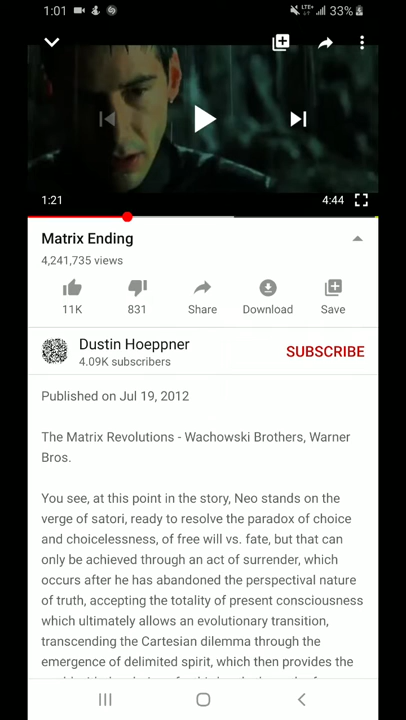 1:01 LTE+ 33%
1:21 4:44
Matrix Ending
4,241,735 views
11K 831 Share Download Save
Dustin Hoeppner
4.09K subscribers SUBSCRIBE
Published on Jul 19, 2012
The Matrix Revolutions - Wachowski Brothers, Warner
Bros.
You see, at this point in the story, Neo stands on the
verge of satori, ready to resolve the paradox of choice
and choicelessness, of free will vs. fate, but that can
only be achieved through an act of surrender, which
occurs after he has abandoned the perspectival nature
of truth, accepting the totality of present consciousness
which ultimately allows an evolutionary transition,
transcending the Cartesian dilemma through the
emergence of delimited spirit, which then provides the